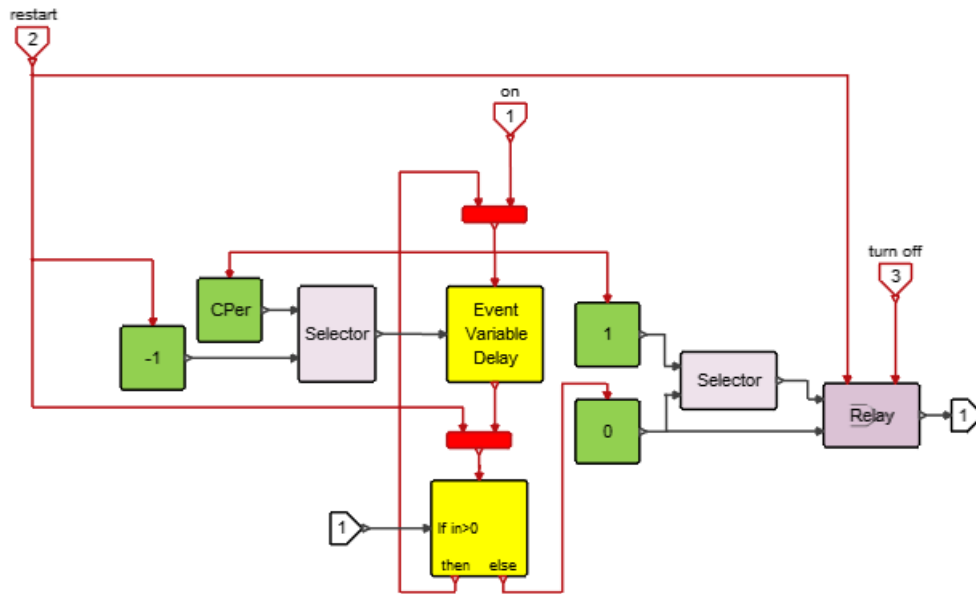 restart
2
on
1
turn off
3
CPer
Selector
-1
Event
Variable
Delay
1
Selector
0
Relay
1
1
If in>0
then else